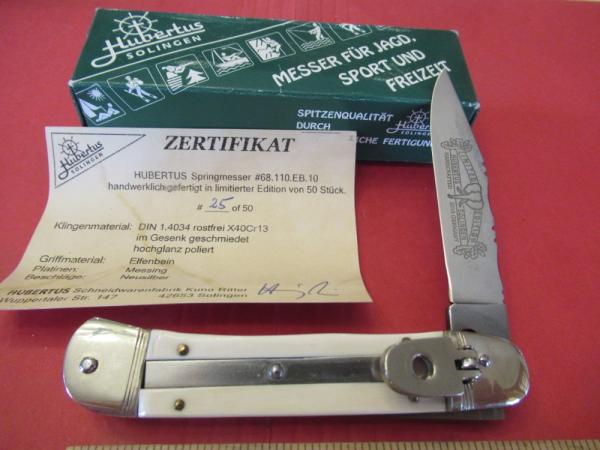 Hubertus
SOLINGEN
MESSER FÜR JAGD,
SPORT UND
FREIZEIT
SPITZENQUALITÄT
DURCH
FERTIGUNG
Hubertus
SOLINGEN
Hubertus
SOLINGEN
ZERTIFIKAT
HUBERTUS Springmesser #68.110.EB.10
handwerklich gefertigt in limitierter Edition von 50 Stück.
# 25 of 50
Klingenmaterial: DIN 1.4034 rostfrei X40Cr13
im Gesenk geschmiedet
hochglanz poliert
Griffmaterial: Elfenbein
Platinen: Messing
Beschläge: Neusilber
HUBERTUS Schneidwarenfabrik Kuno Ritter
Wuppertaler Str. 147 42653 Solingen